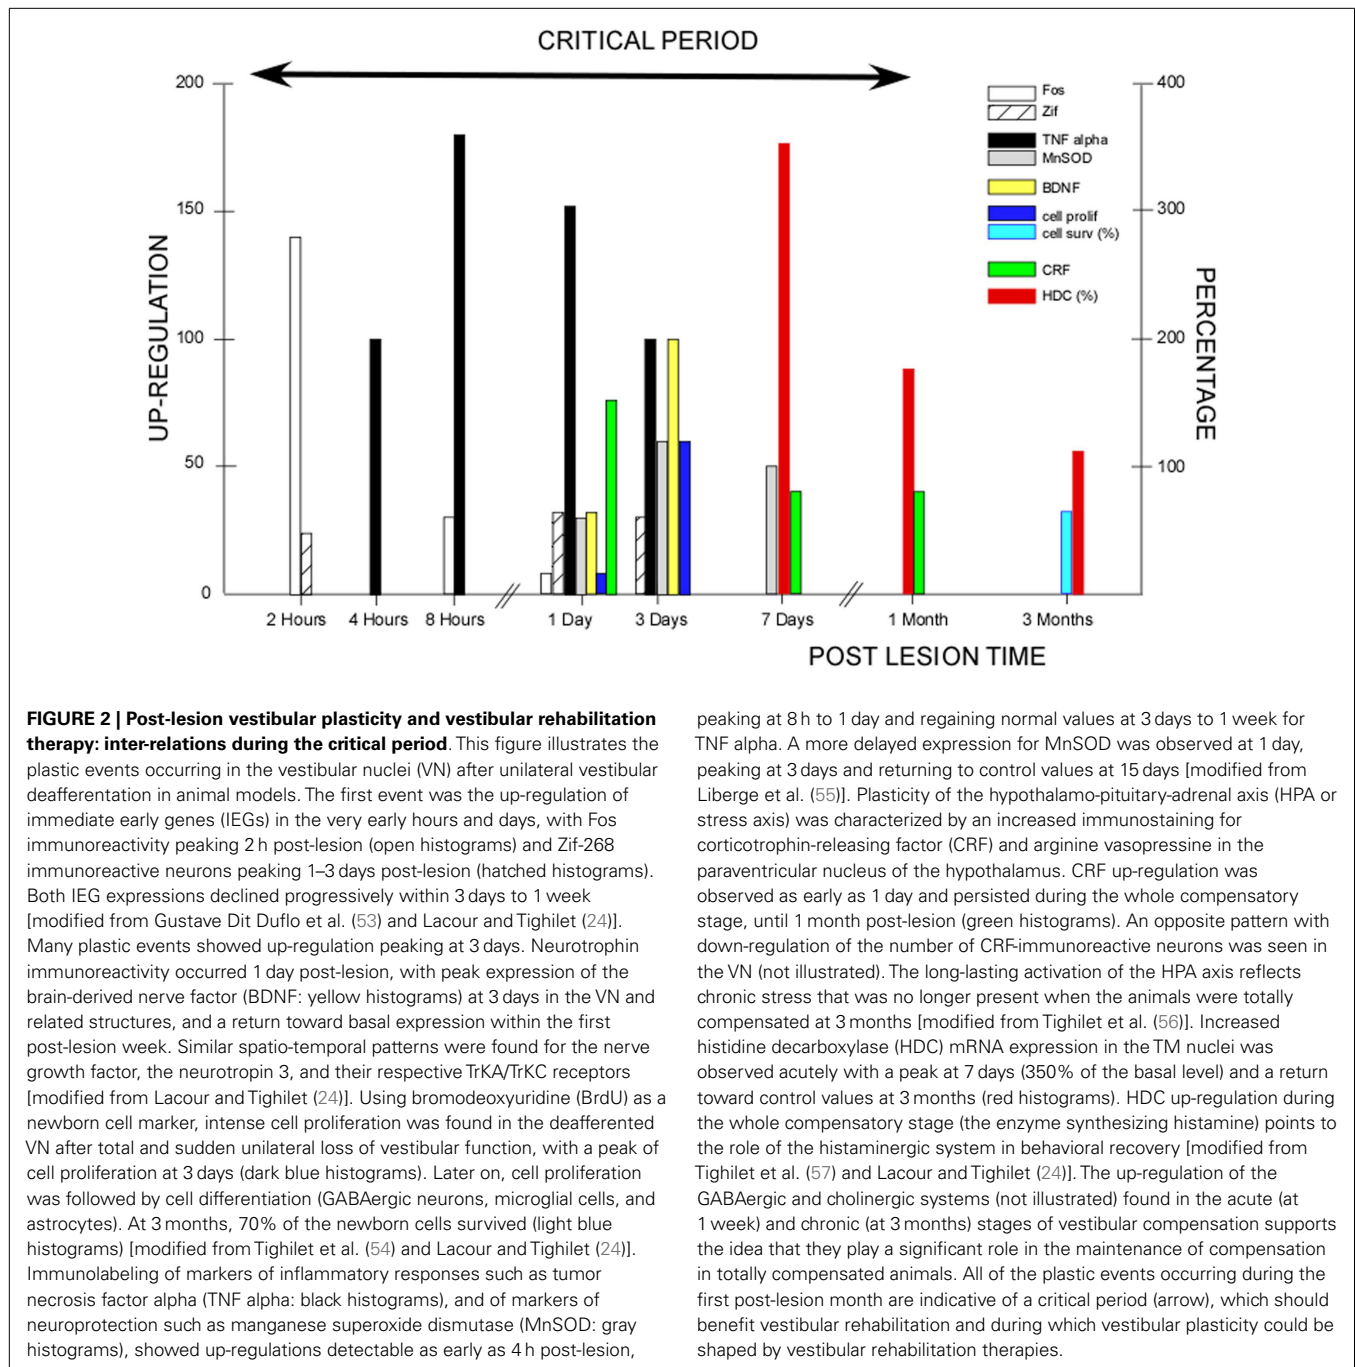 CRITICAL PERIOD
200
150
100
50
0
UP-REGULATION
400
300
200
100
PERCENTAGE
Fos
Zif
TNF alpha
MnSOD
BDNF
cell prolif
cell surv (%)
CRF
HDC (%)
2 Hours
4 Hours
8 Hours
1 Day
3 Days
7 Days
1 Month
3 Months
POST LESION TIME
FIGURE 2 | Post-lesion vestibular plasticity and vestibular rehabilitation
therapy: inter-relations during the critical period. This figure illustrates the
plastic events occurring in the vestibular nuclei (VN) after unilateral vestibular
deafferentation in animal models. The first event was the up-regulation of
immediate early genes (IEGs) in the very early hours and days, with Fos
immunoreactivity peaking 2 h post-lesion (open histograms) and Zif-268
immunoreactive neurons peaking 1–3 days post-lesion (hatched histograms).
Both IEG expressions declined progressively within 3 days to 1 week
[modified from Gustave Dit Duflo et al. (53) and Lacour and Tighilet (24)].
Many plastic events showed up-regulation peaking at 3 days. Neurotrophin
immunoreactivity occurred 1 day post-lesion, with peak expression of the
brain-derived nerve factor (BDNF: yellow histograms) at 3 days in the VN and
related structures, and a return toward basal expression within the first
post-lesion week. Similar spatio-temporal patterns were found for the nerve
growth factor, the neurotropin 3, and their respective TrKA/TrKC receptors
[modified from Lacour and Tighilet (24)]. Using bromodeoxyuridine (BrdU) as a
newborn cell marker, intense cell proliferation was found in the deafferented
VN after total and sudden unilateral loss of vestibular function, with a peak of
cell proliferation at 3 days (dark blue histograms). Later on, cell proliferation
was followed by cell differentiation (GABAergic neurons, microglial cells, and
astrocytes). At 3 months, 70% of the newborn cells survived (light blue
histograms) [modified from Tighilet et al. (54) and Lacour and Tighilet (24)].
Immunolabeling of markers of inflammatory responses such as tumor
necrosis factor alpha (TNF alpha: black histograms), and of markers of
neuroprotection such as manganese superoxide dismutase (MnSOD: gray
histograms), showed up-regulations detectable as early as 4 h post-lesion,
peaking at 8 h to 1 day and regaining normal values at 3 days to 1 week for
TNF alpha. A more delayed expression for MnSOD was observed at 1 day,
peaking at 3 days and returning to control values at 15 days [modified from
Liberge et al. (55)]. Plasticity of the hypothalamo-pituitary-adrenal axis (HPA or
stress axis) was characterized by an increased immunostaining for
corticotrophin-releasing factor (CRF) and arginine vasopressine in the
paraventricular nucleus of the hypothalamus. CRF up-regulation was
observed as early as 1 day and persisted during the whole compensatory
stage, until 1 month post-lesion (green histograms). An opposite pattern with
down-regulation of the number of CRF-immunoreactive neurons was seen in
the VN (not illustrated). The long-lasting activation of the HPA axis reflects
chronic stress that was no longer present when the animals were totally
compensated at 3 months [modified from Tighilet et al. (56)]. Increased
histidine decarboxylase (HDC) mRNA expression in the TM nuclei was
observed acutely with a peak at 7 days (350% of the basal level) and a return
toward control values at 3 months (red histograms). HDC up-regulation during
the whole compensatory stage (the enzyme synthesizing histamine) points to
the role of the histaminergic system in behavioral recovery [modified from
Tighilet et al. (57) and Lacour and Tighilet (24)]. The up-regulation of the
GABAergic and cholinergic systems (not illustrated) found in the acute (at
1 week) and chronic (at 3 months) stages of vestibular compensation supports
the idea that they play a significant role in the maintenance of compensation
in totally compensated animals. All of the plastic events occurring during the
first post-lesion month are indicative of a critical period (arrow), which should
benefit vestibular rehabilitation and during which vestibular plasticity could be
shaped by vestibular rehabilitation therapies.